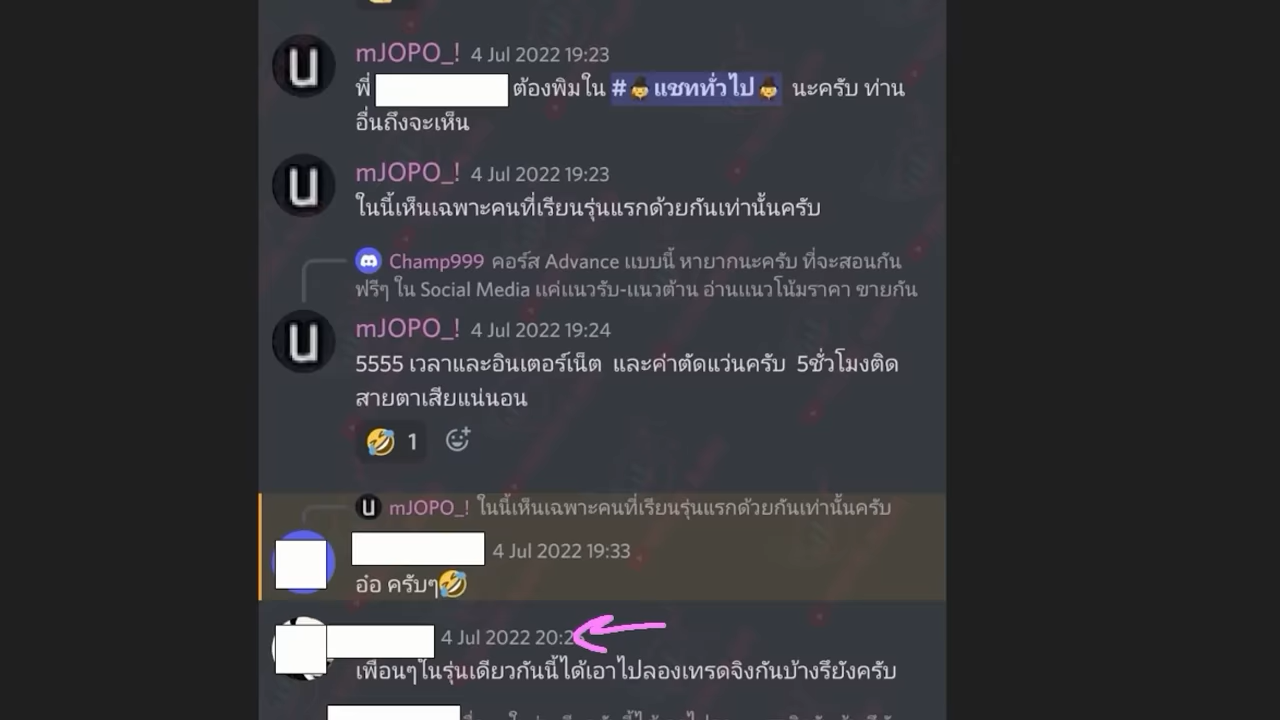 mJOPO_! 4 Jul 2022 19:23
พี่ ต้องพิมใน #แชททั่วไป นะครับ ท่าน
อื่นถึงจะเห็น
mJOPO_! 4 Jul 2022 19:23
ในนี้เห็นเฉพาะคนที่เรียนรุ่นแรกด้วยกันเท่านั้นครับ
Champ999 คอร์ส Advance แบบนี้ หายากนะครับ ที่จะสอนกัน
ฟรีๆ ใน Social Media แค่แนวรับ-แนวต้าน อ่านแนวโน้มราคา ขายกัน
mJOPO_! 4 Jul 2022 19:24
5555 เวลาและอินเตอร์เน็ต และค่าตัดแว่นครับ 5ชั่วโมงติด
สายตาเสียแน่นอน
1
mJOPO_! ในนี้เห็นเฉพาะคนที่เรียนรุ่นแรกด้วยกันเท่านั้นครับ
4 Jul 2022 19:33
อ๋อ ครับๆ
4 Jul 2022
เพื่อนๆในรุ่นเดียวกันนี้ได้เอาไปลองเทรดจิงกันบ้างรึยังครับ